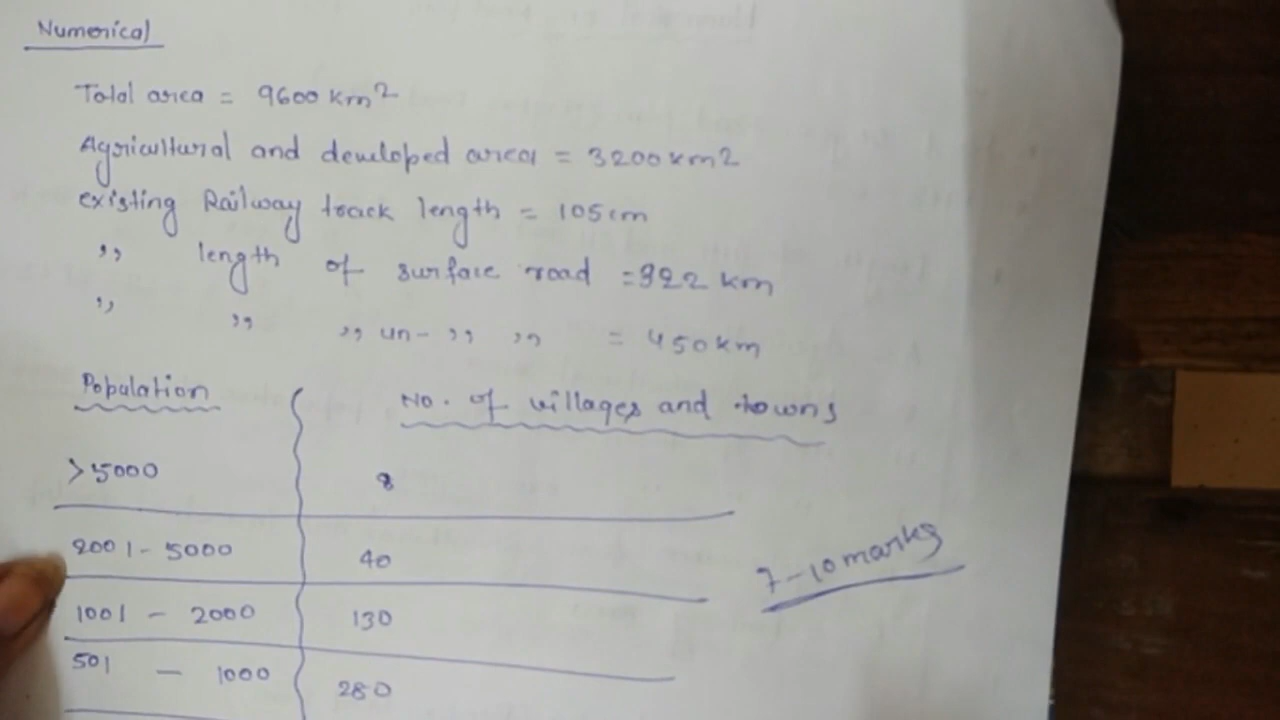 Numerical
Total area = 9600 km2
Agricultural and developed area = 3200 km2
existing Railway track length = 105 cm
,, length of surface road = 322 km
,, ,, ,, un- ,, ,, = 450 km
Population No. of villages and towns
>5000 8
2001 - 5000 40
1001 - 2000 130
501 - 1000 280
7-10 marks